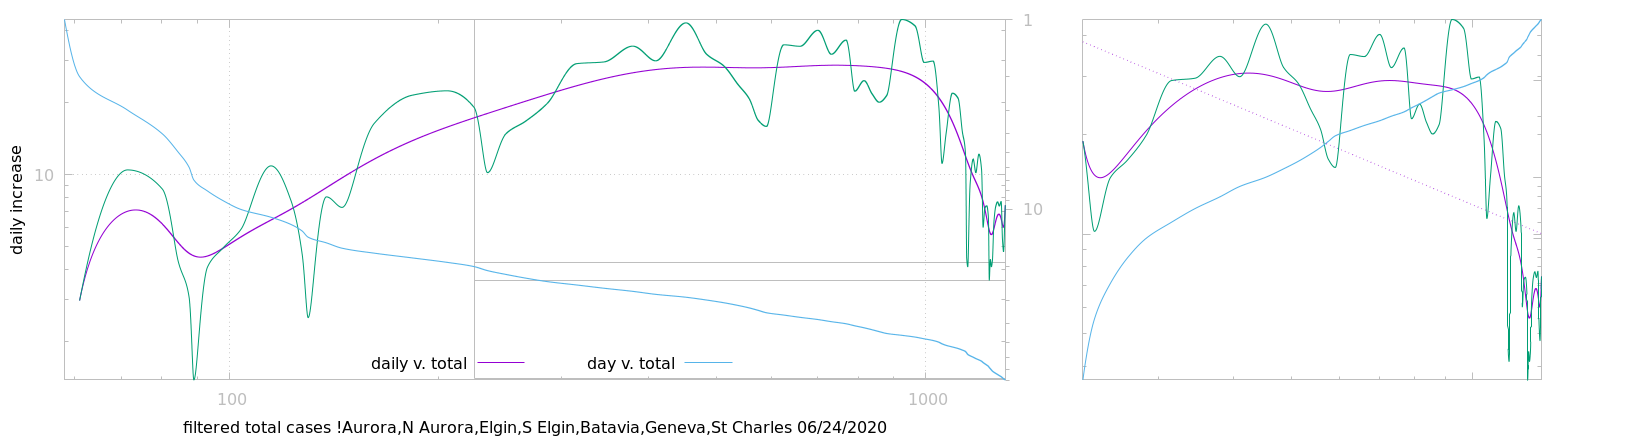 1
10
10
daily increase
daily v. total
day v. total
100
1000
filtered total cases !Aurora,N Aurora,Elgin,S Elgin,Batavia,Geneva,St Charles 06/24/2020